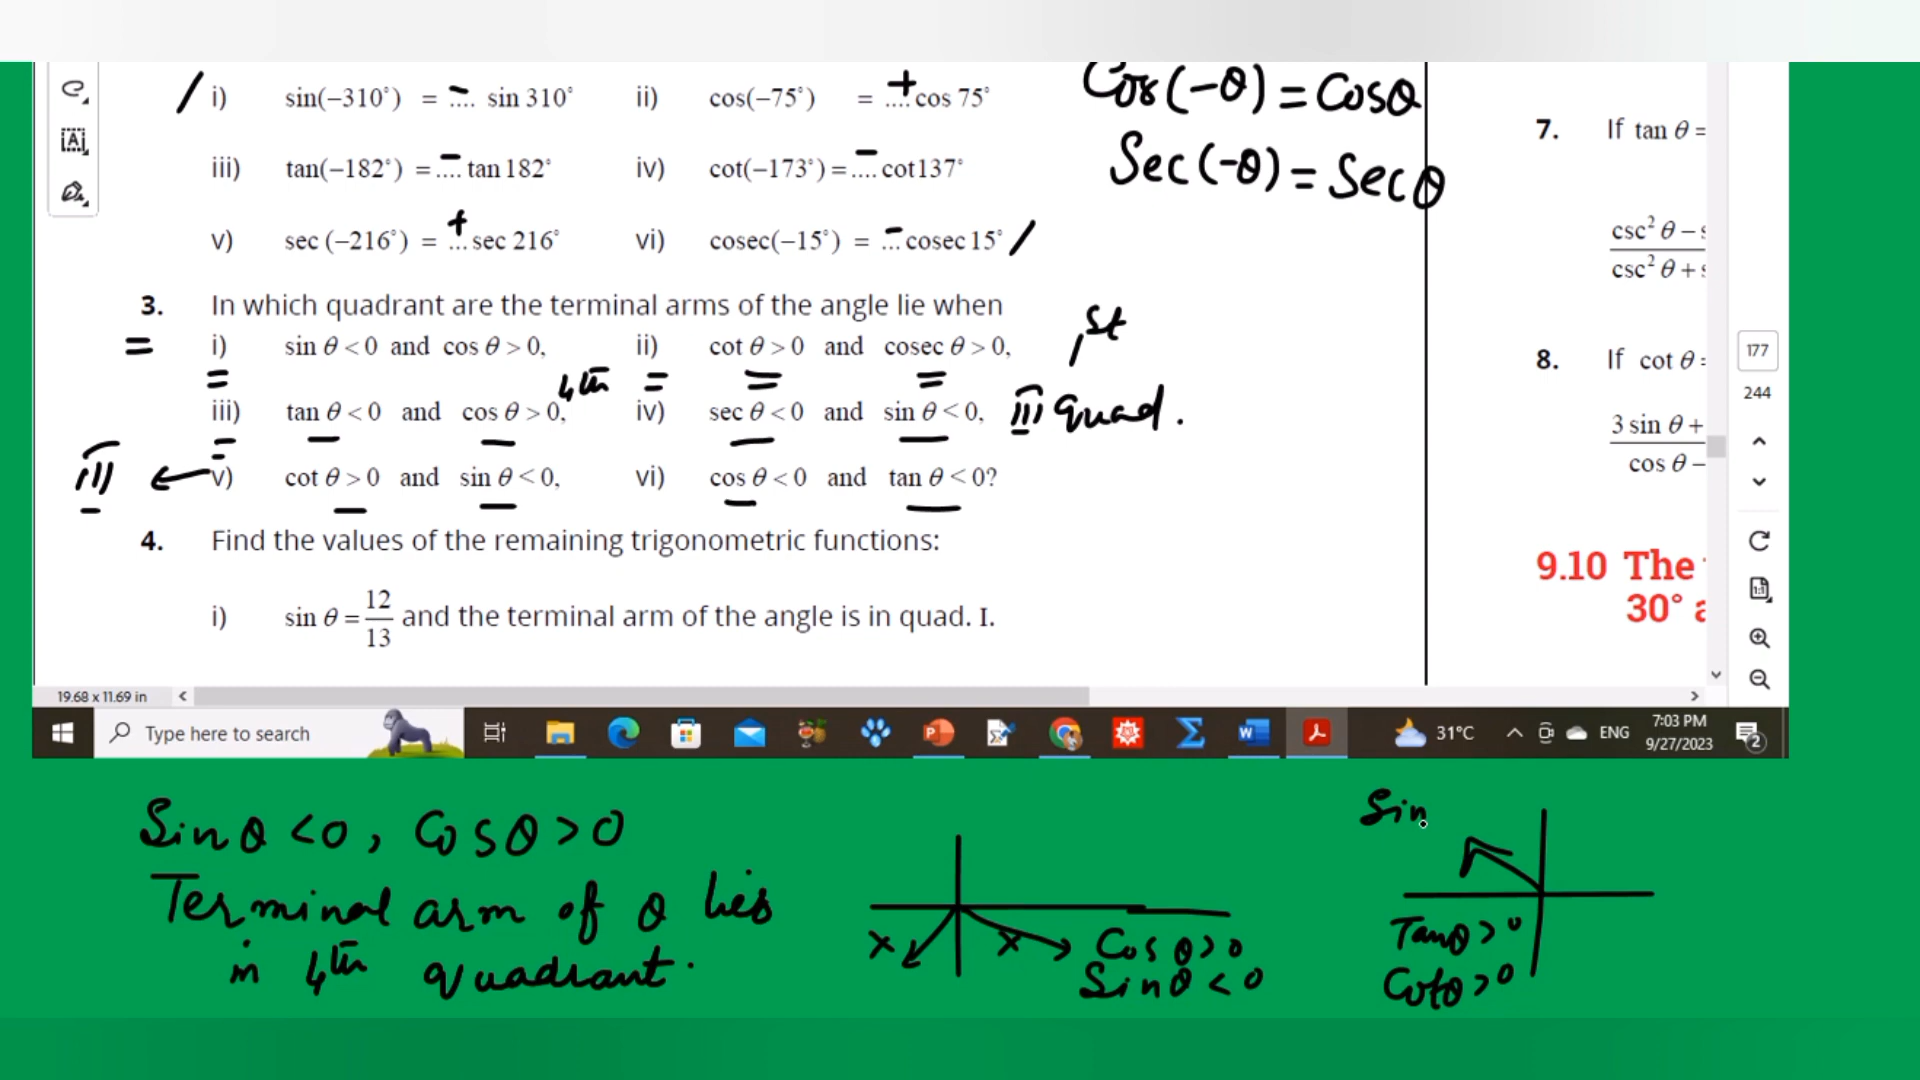 i) sin(−310°) = −.... sin 310° ii) cos(−75°) = +....cos 75°
Cos(-θ) = Cosθ
iii) tan(−182°) = −.... tan 182° iv) cot(−173°) = −.... cot137°
Sec(-θ) = Secθ
v) sec (−216°) = +... sec 216° vi) cosec(−15°) = −... cosec 15°
3. In which quadrant are the terminal arms of the angle lie when
i) sin θ < 0 and cos θ > 0, ii) cot θ > 0 and cosec θ > 0, 1st
iii) tan θ < 0 and cos θ > 0, 4th iv) sec θ < 0 and sin θ < 0, III quad.
III ← v) cot θ > 0 and sin θ < 0, vi) cos θ < 0 and tan θ < 0?
4. Find the values of the remaining trigonometric functions:
i) sin θ = 12/13 and the terminal arm of the angle is in quad. I.
7. If tan θ =
csc² θ −
csc² θ +
8. If cot θ
3 sin θ +
cos θ −
9.10 The
30°
177
244
19.68 x 11.69 in
Type here to search
31°C
ENG
7:03 PM
9/27/2023
2
Sinθ <0, Cosθ >0
Terminal arm of θ lies
in 4th quadrant.
x x Cos θ>0
Sinθ < 0
Sin
Tanθ>0
Cotθ>0